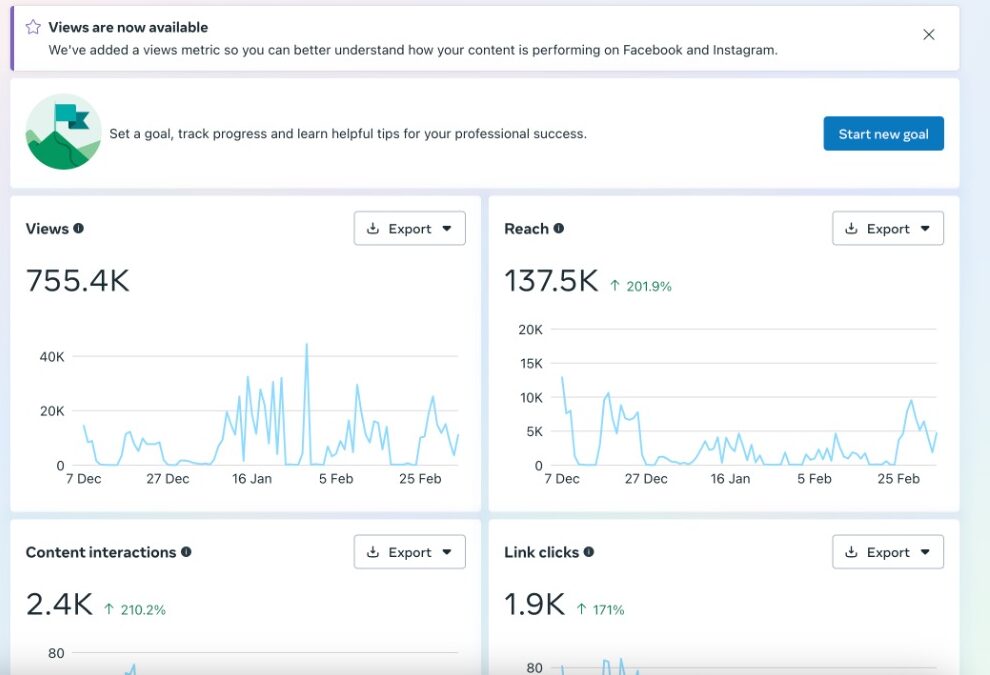 Views are now available
We've added a views metric so you can better understand how your content is performing on Facebook and Instagram.
Set a goal, track progress and learn helpful tips for your professional success.
Start new goal
Views
Export
755.4K
40K
20K
0
7 Dec 27 Dec 16 Jan 5 Feb 25 Feb
Reach
Export
137.5K ↑ 201.9%
20K
15K
10K
5K
0
7 Dec 27 Dec 16 Jan 5 Feb 25 Feb
Content interactions
Export
2.4K ↑ 210.2%
80
Link clicks
Export
1.9K ↑ 171%
80